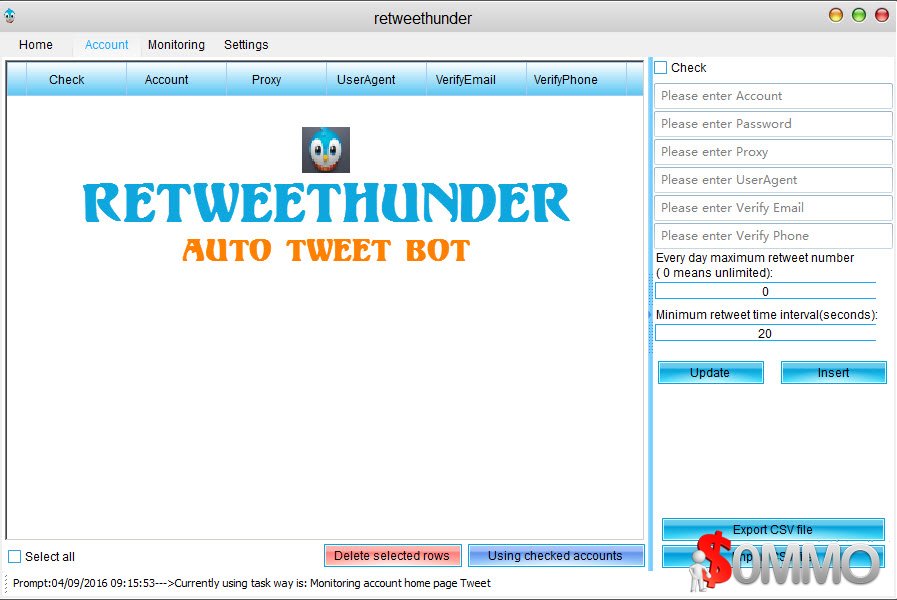 retweethunder
Home Account Monitoring Settings
Check Account Proxy UserAgent VerifyEmail VerifyPhone
RETWEETHUNDER
AUTO TWEET BOT
Check
Please enter Account
Please enter Password
Please enter Proxy
Please enter UserAgent
Please enter Verify Email
Please enter Verify Phone
Every day maximum retweet number
( 0 means unlimited):
0
Minimum retweet time interval(seconds):
20
Update Insert
Export CSV file
Select all Delete selected rows Using checked accounts
$0MMO
Prompt:04/09/2016 09:15:53--->Currently using task way is: Monitoring account home page Tweet